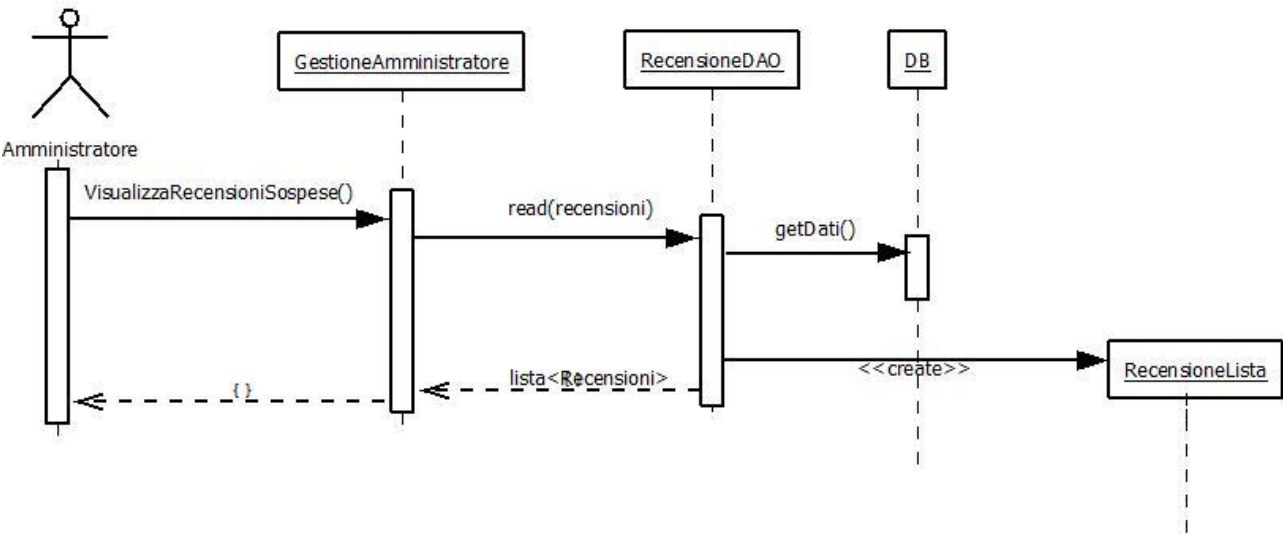 GestioneAmministratore
RecensioneDAO
DB
Amministratore
VisualizzaRecensioniSospese()
read(recensioni)
getDati()
<<create>>
RecensioneLista
lista<Recensioni>
{ }